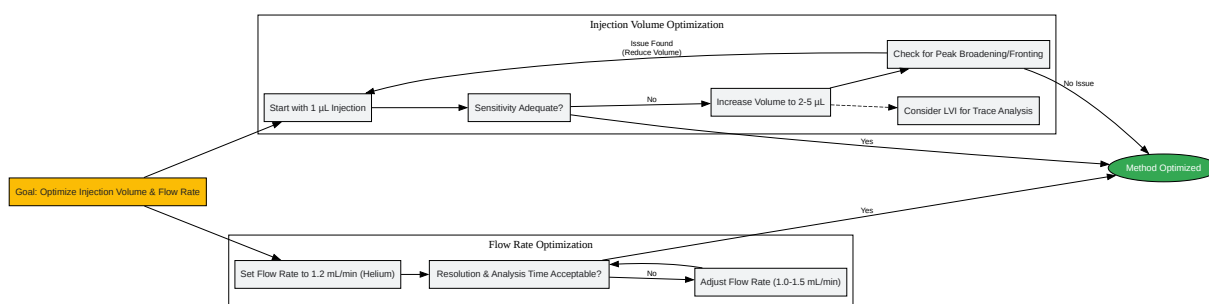 Injection Volume Optimization
Issue Found
(Reduce Volume)
Check for Peak Broadening/Fronting
No Issue
Start with 1 µL Injection
Sensitivity Adequate?
No
Increase Volume to 2-5 µL
Consider LVI for Trace Analysis
Yes
Method Optimized
Goal: Optimize Injection Volume & Flow Rate
Yes
Flow Rate Optimization
Set Flow Rate to 1.2 mL/min (Helium)
Resolution & Analysis Time Acceptable?
No
Adjust Flow Rate (1.0-1.5 mL/min)